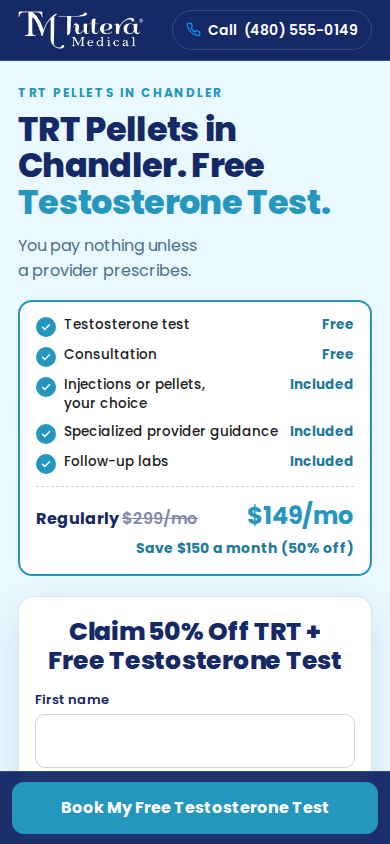 TM Tutera®
Medical
Call (480) 555-0149
TRT PELLETS IN CHANDLER
TRT Pellets in
Chandler. Free
Testosterone Test.
You pay nothing unless
a provider prescribes.
Testosterone test Free
Consultation Free
Injections or pellets, Included
your choice
Specialized provider guidance Included
Follow-up labs Included
Regularly $299/mo $149/mo
Save $150 a month (50% off)
Claim 50% Off TRT +
Free Testosterone Test
First name
Book My Free Testosterone Test